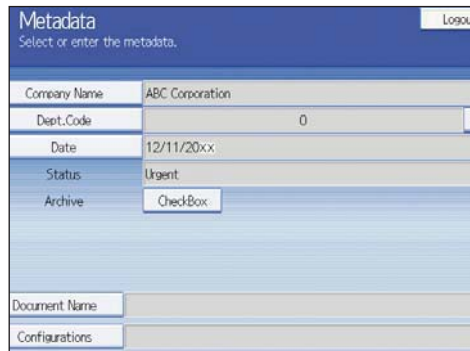 Metadata
Logou
Select or enter the metadata.
Company Name ABC Corporation
Dept.Code 0
Date 12/11/20xx
Status Urgent
Archive CheckBox
Document Name
Configurations